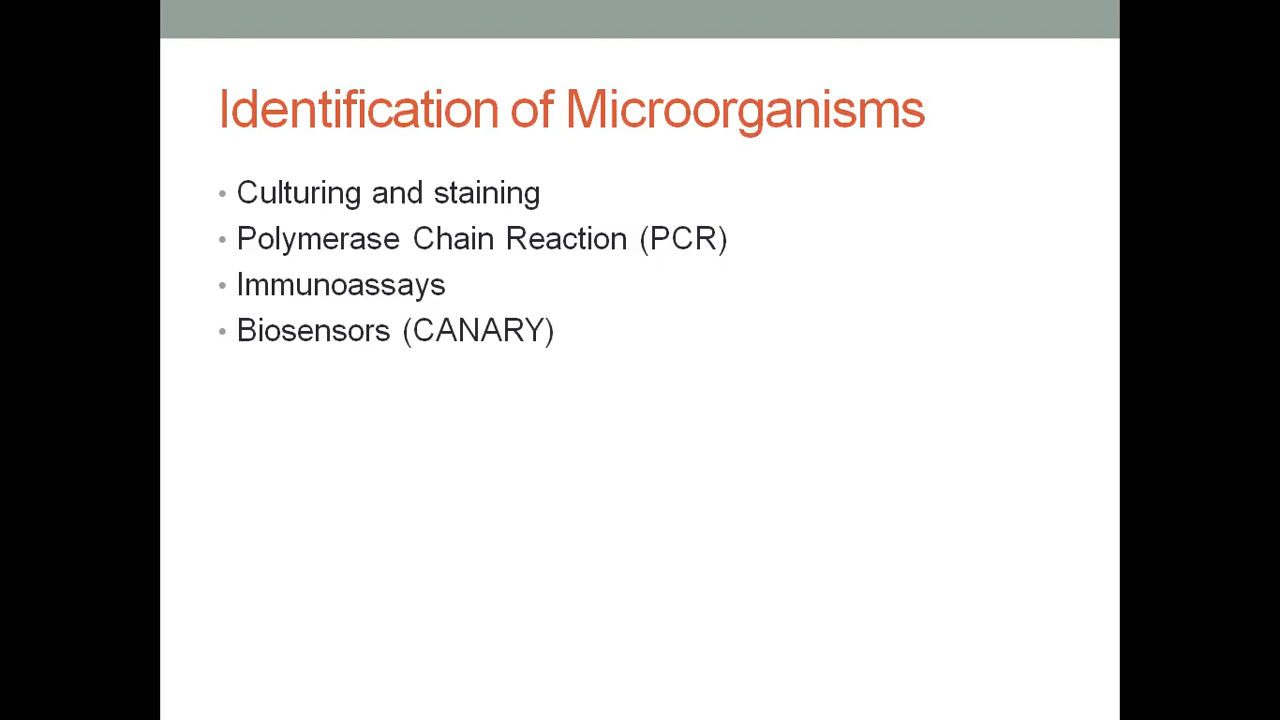 Identification of Microorganisms
• Culturing and staining
• Polymerase Chain Reaction (PCR)
• Immunoassays
• Biosensors (CANARY)